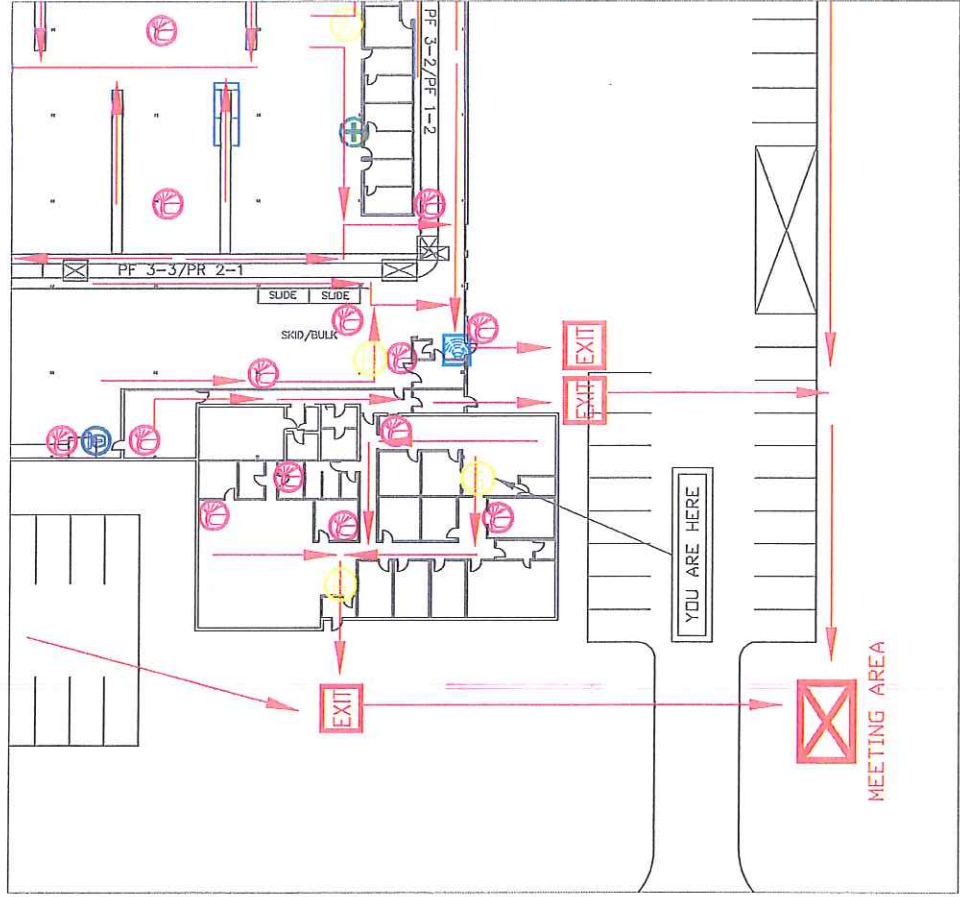 PF 3-2/PF 1-2
PF 3-3/PR 2-1
SLIDE
SLIDE
SKID/BULK
EXIT
EXIT
YOU ARE HERE
EXIT
MEETING AREA